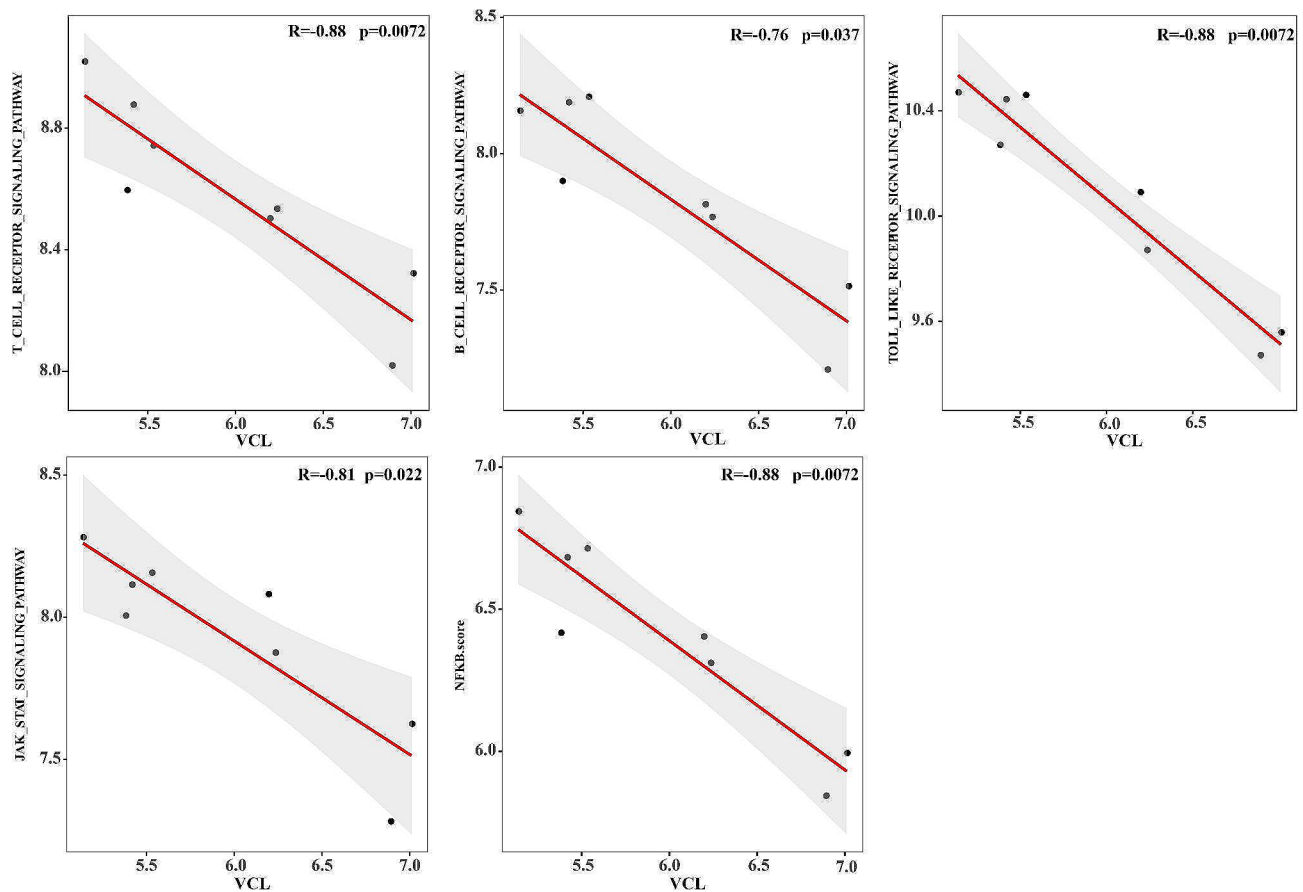 R=-0.88 p=0.0072
T_CELL_RECEPTOR_SIGNALING_PATHWAY
8.8
8.4
8.0
5.5 6.0 6.5 7.0
VCL
R=-0.76 p=0.037
B_CELL_RECEPTOR_SIGNALING_PATHWAY
8.5
8.0
7.5
5.5 6.0 6.5 7.0
VCL
R=-0.88 p=0.0072
TOLL_LIKE_RECEPTOR_SIGNALING_PATHWAY
10.4
10.0
9.6
5.5 6.0 6.5
VCL
R=-0.81 p=0.022
JAK_STAT_SIGNALING_PATHWAY
8.5
8.0
7.5
5.5 6.0 6.5 7.0
VCL
R=-0.88 p=0.0072
NFKB.score
7.0
6.5
6.0
5.5 6.0 6.5 7.0
VCL